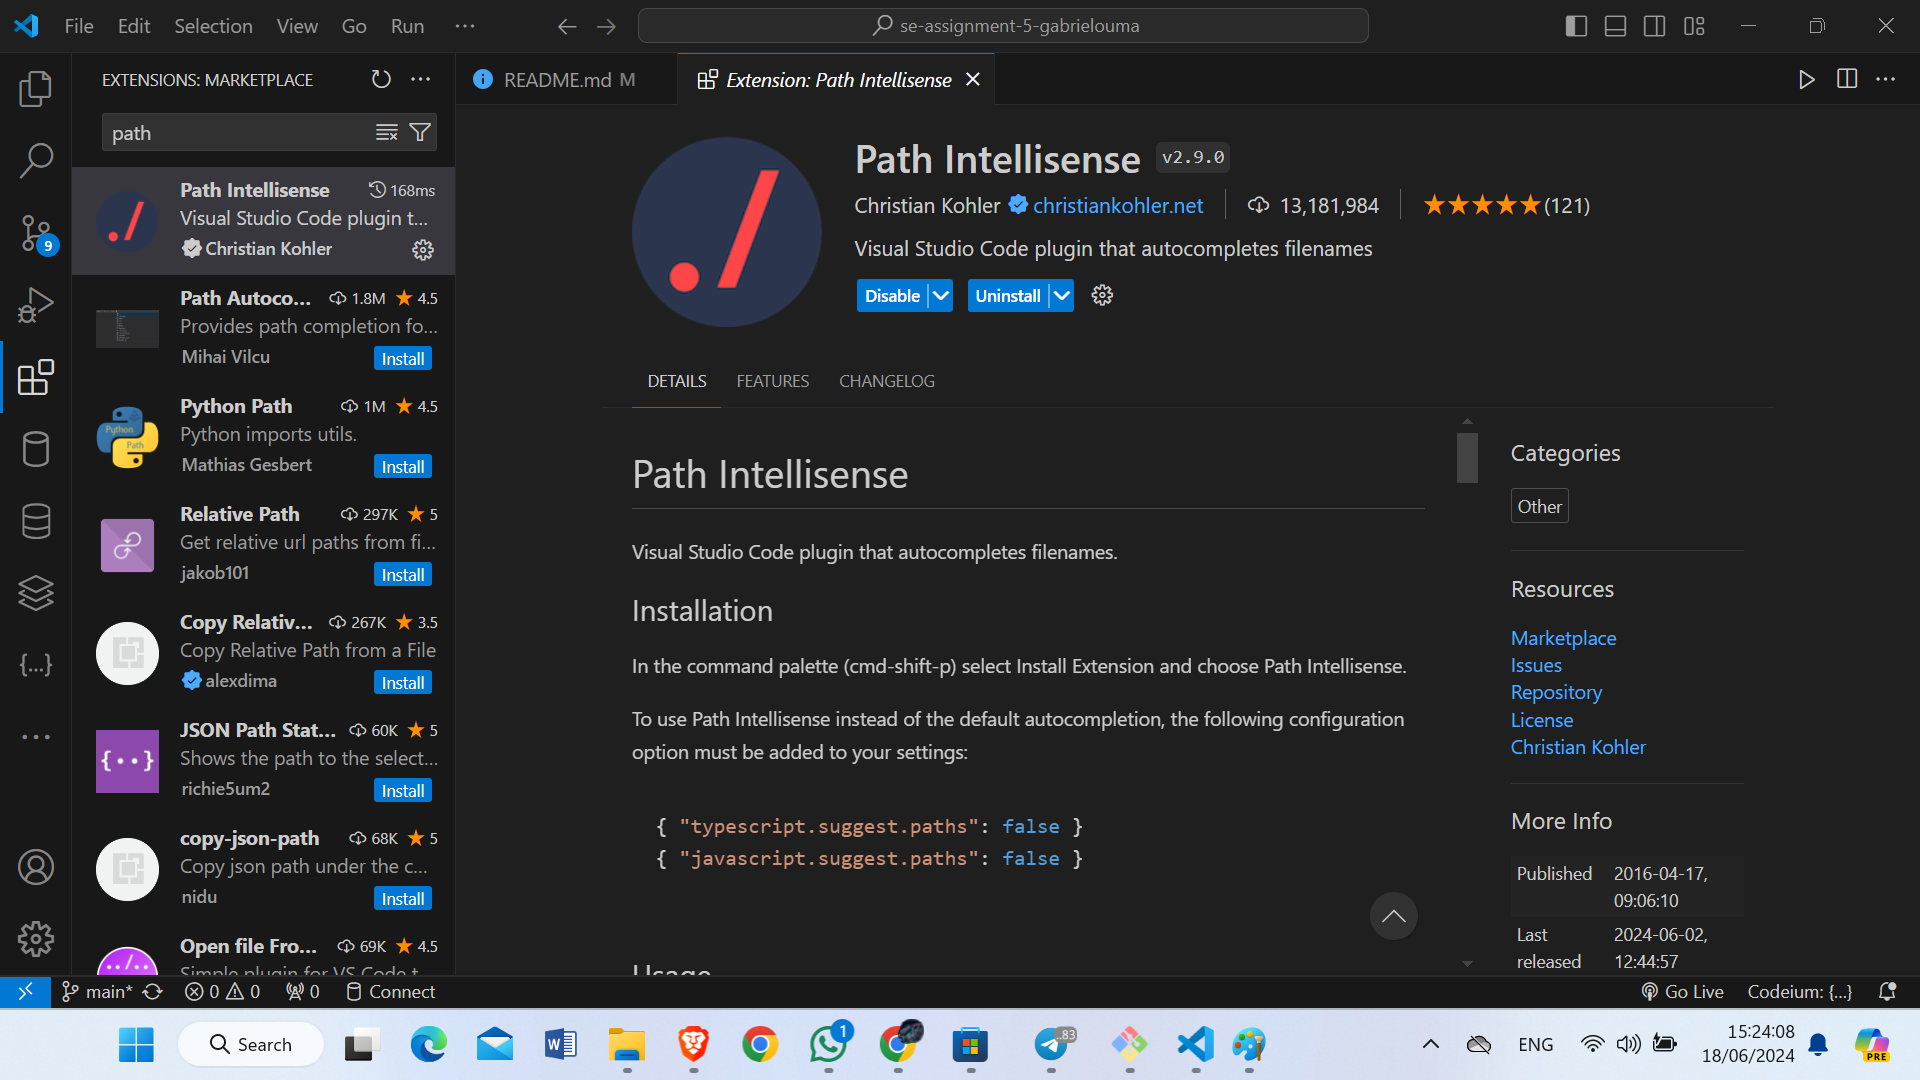 File Edit Selection View Go Run ···
se-assignment-5-gabrielouma
EXTENSIONS: MARKETPLACE
path
Path Intellisense 168ms
Visual Studio Code plugin t...
Christian Kohler
Path Autoco... 1.8M 4.5
Provides path completion fo...
Mihai Vilcu Install
Python Path 1M 4.5
Python imports utils.
Mathias Gesbert Install
Python
Path
Relative Path 297K 5
Get relative url paths from fi...
jakob101 Install
Copy Relativ... 267K 3.5
Copy Relative Path from a File
alexdima Install
JSON Path Stat... 60K 5
Shows the path to the select...
richie5um2 Install
copy-json-path 68K 5
Copy json path under the c...
nidu Install
Open file Fro... 69K 4.5
Simple plugin for VS Code t...
9
README.md M
Extension: Path Intellisense
Path Intellisense v2.9.0
Christian Kohler christiankohler.net 13,181,984 (121)
Visual Studio Code plugin that autocompletes filenames
Disable Uninstall
DETAILS FEATURES CHANGELOG
Path Intellisense
Visual Studio Code plugin that autocompletes filenames.
Installation
In the command palette (cmd-shift-p) select Install Extension and choose Path Intellisense.
To use Path Intellisense instead of the default autocompletion, the following configuration
option must be added to your settings:
{ "typescript.suggest.paths": false }
{ "javascript.suggest.paths": false }
Usage
Categories
Other
Resources
Marketplace
Issues
Repository
License
Christian Kohler
More Info
Published 2016-04-17,
09:06:10
Last 2024-06-02,
released 12:44:57
main* 0 0 0 Connect
Go Live Codeium: {...}
Search
1
..83
ENG
15:24:08
18/06/2024
PRE